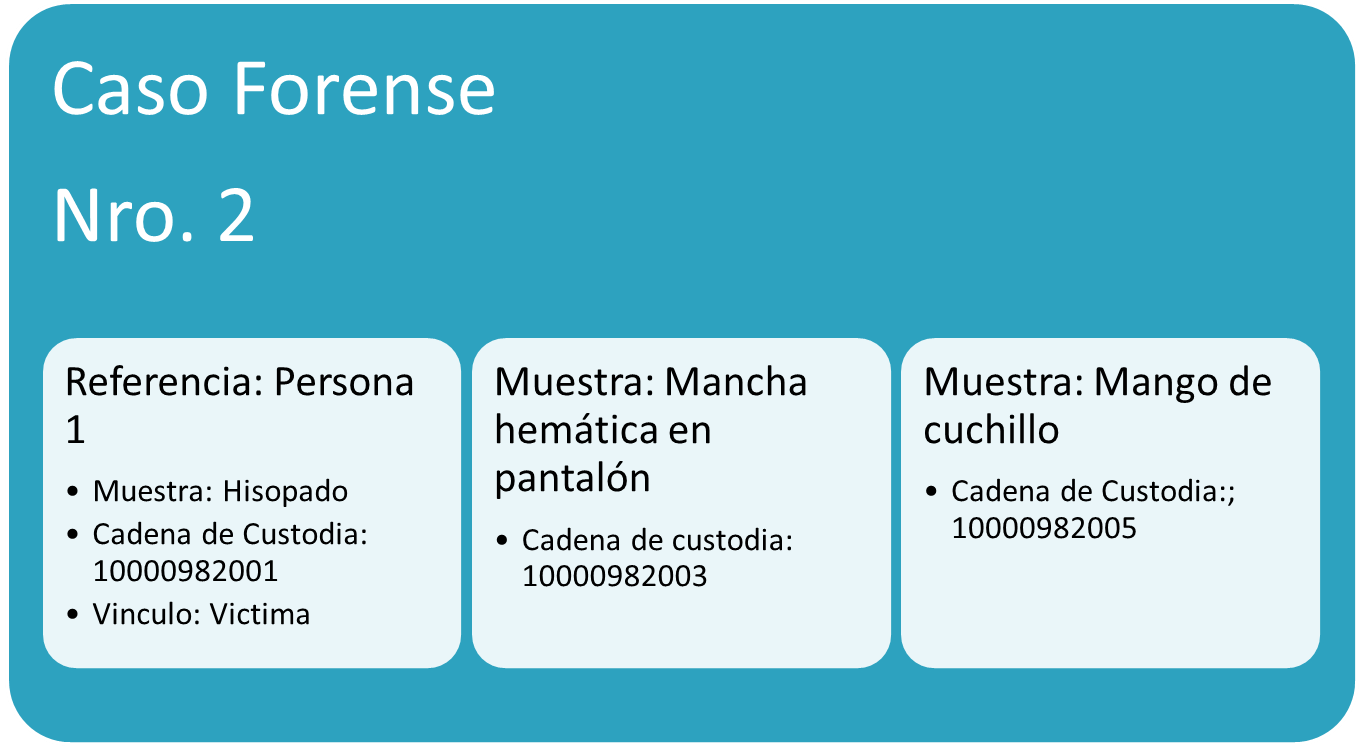 Caso Forense
Nro. 2
Referencia: Persona
1
• Muestra: Hisopado
• Cadena de Custodia:
10000982001
• Vinculo: Victima
Muestra: Mancha
hemática en
pantalón
• Cadena de custodia:
10000982003
Muestra: Mango de
cuchillo
• Cadena de Custodia:;
10000982005